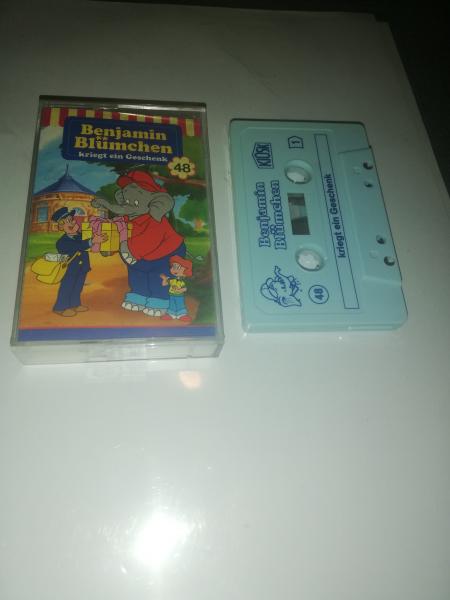 Benjamin
Blümchen
kriegt ein Geschenk
48
Benjamin
Blümchen
KIOSK
1
48
kriegt ein Geschenk